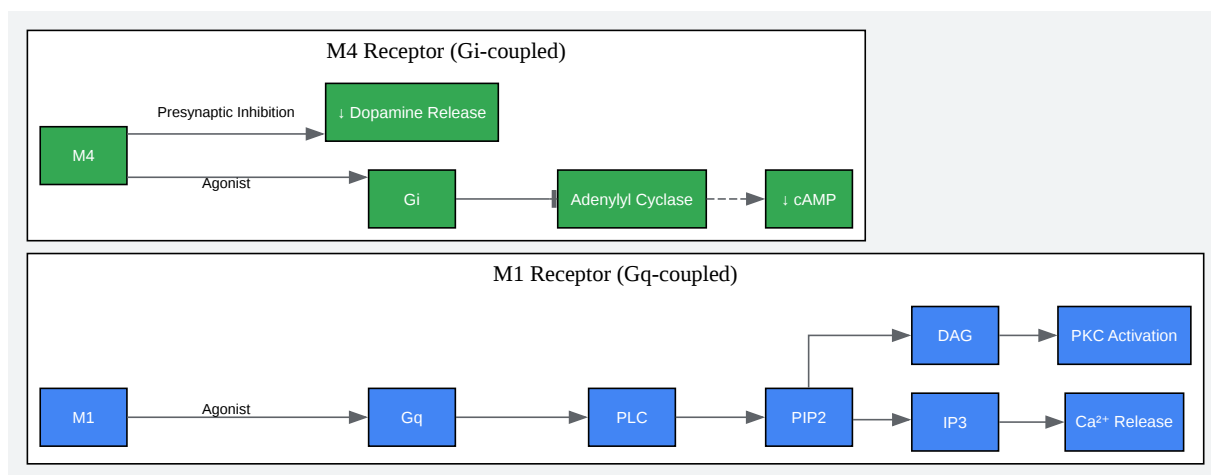 M4 Receptor (Gi-coupled)
Presynaptic Inhibition
↓ Dopamine Release
M4
Agonist
Gi
Adenylyl Cyclase
↓ cAMP
M1 Receptor (Gq-coupled)
DAG
PKC Activation
M1
Agonist
Gq
PLC
PIP2
IP3
Ca²⁺ Release